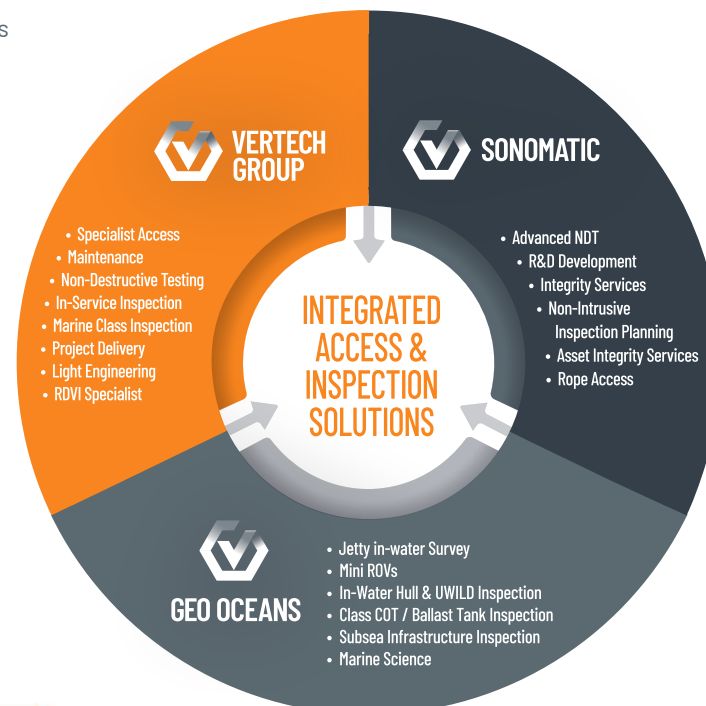 s
VERTECH
GROUP
• Specialist Access
• Maintenance
• Non-Destructive Testing
• In-Service Inspection
• Marine Class Inspection
• Project Delivery
• Light Engineering
• RDVI Specialist
SONOMATIC
• Advanced NDT
• R&D Development
• Integrity Services
• Non-Intrusive
Inspection Planning
• Asset Integrity Services
• Rope Access
INTEGRATED
ACCESS &
INSPECTION
SOLUTIONS
GEO OCEANS
• Jetty in-water Survey
• Mini ROVs
• In-Water Hull & UWILD Inspection
• Class COT / Ballast Tank Inspection
• Subsea Infrastructure Inspection
• Marine Science